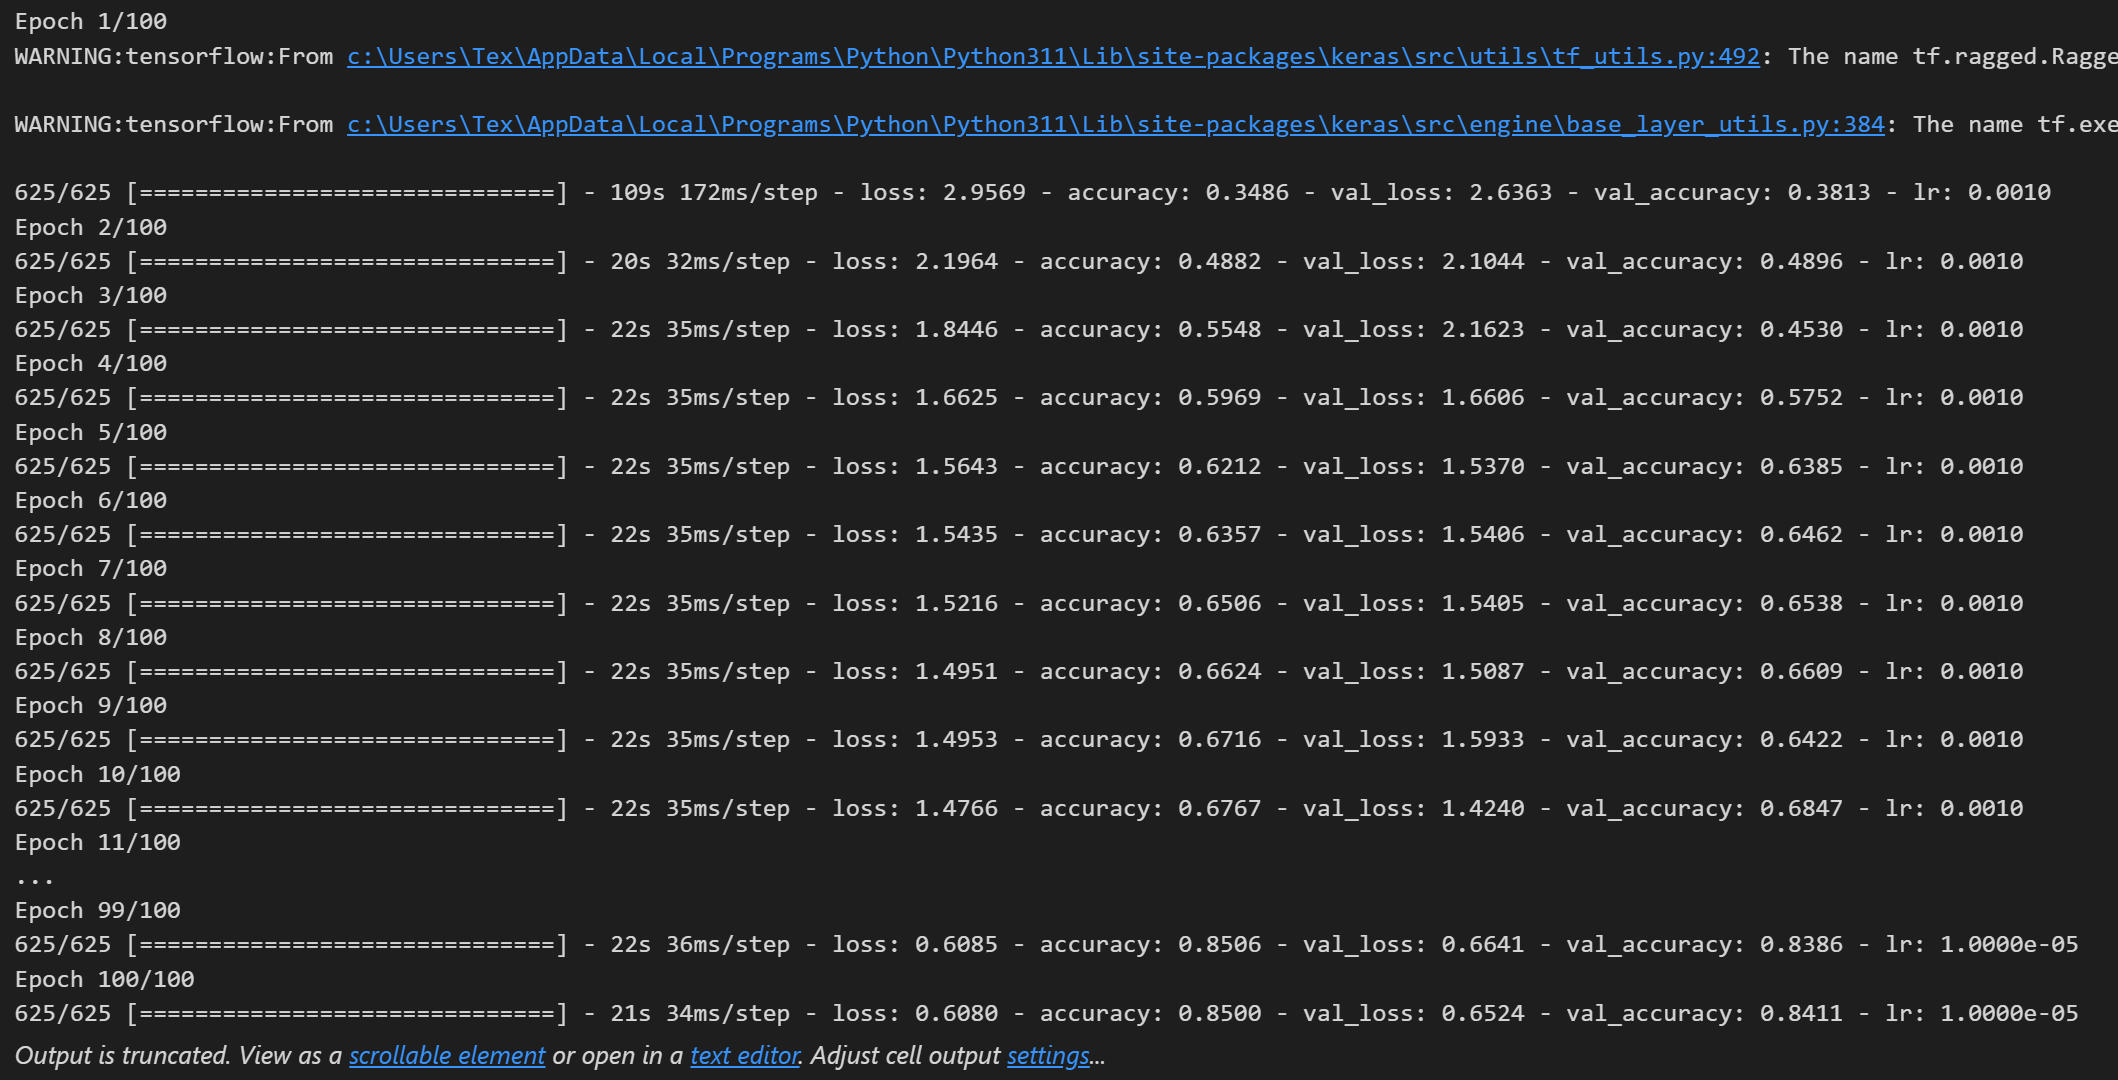 Epoch 1/100
WARNING:tensorflow:From c:\Users\Tex\AppData\Local\Programs\Python\Python311\Lib\site-packages\keras\src\utils\tf_utils.py:492: The name tf.ragged.Ragge
WARNING:tensorflow:From c:\Users\Tex\AppData\Local\Programs\Python\Python311\Lib\site-packages\keras\src\engine\base_layer_utils.py:384: The name tf.exe
625/625 [==============================] - 109s 172ms/step - loss: 2.9569 - accuracy: 0.3486 - val_loss: 2.6363 - val_accuracy: 0.3813 - lr: 0.0010
Epoch 2/100
625/625 [==============================] - 20s 32ms/step - loss: 2.1964 - accuracy: 0.4882 - val_loss: 2.1044 - val_accuracy: 0.4896 - lr: 0.0010
Epoch 3/100
625/625 [==============================] - 22s 35ms/step - loss: 1.8446 - accuracy: 0.5548 - val_loss: 2.1623 - val_accuracy: 0.4530 - lr: 0.0010
Epoch 4/100
625/625 [==============================] - 22s 35ms/step - loss: 1.6625 - accuracy: 0.5969 - val_loss: 1.6606 - val_accuracy: 0.5752 - lr: 0.0010
Epoch 5/100
625/625 [==============================] - 22s 35ms/step - loss: 1.5643 - accuracy: 0.6212 - val_loss: 1.5370 - val_accuracy: 0.6385 - lr: 0.0010
Epoch 6/100
625/625 [==============================] - 22s 35ms/step - loss: 1.5435 - accuracy: 0.6357 - val_loss: 1.5406 - val_accuracy: 0.6462 - lr: 0.0010
Epoch 7/100
625/625 [==============================] - 22s 35ms/step - loss: 1.5216 - accuracy: 0.6506 - val_loss: 1.5405 - val_accuracy: 0.6538 - lr: 0.0010
Epoch 8/100
625/625 [==============================] - 22s 35ms/step - loss: 1.4951 - accuracy: 0.6624 - val_loss: 1.5087 - val_accuracy: 0.6609 - lr: 0.0010
Epoch 9/100
625/625 [==============================] - 22s 35ms/step - loss: 1.4953 - accuracy: 0.6716 - val_loss: 1.5933 - val_accuracy: 0.6422 - lr: 0.0010
Epoch 10/100
625/625 [==============================] - 22s 35ms/step - loss: 1.4766 - accuracy: 0.6767 - val_loss: 1.4240 - val_accuracy: 0.6847 - lr: 0.0010
Epoch 11/100
...
Epoch 99/100
625/625 [==============================] - 22s 36ms/step - loss: 0.6085 - accuracy: 0.8506 - val_loss: 0.6641 - val_accuracy: 0.8386 - lr: 1.0000e-05
Epoch 100/100
625/625 [==============================] - 21s 34ms/step - loss: 0.6080 - accuracy: 0.8500 - val_loss: 0.6524 - val_accuracy: 0.8411 - lr: 1.0000e-05
Output is truncated. View as a scrollable element or open in a text editor. Adjust cell output settings...